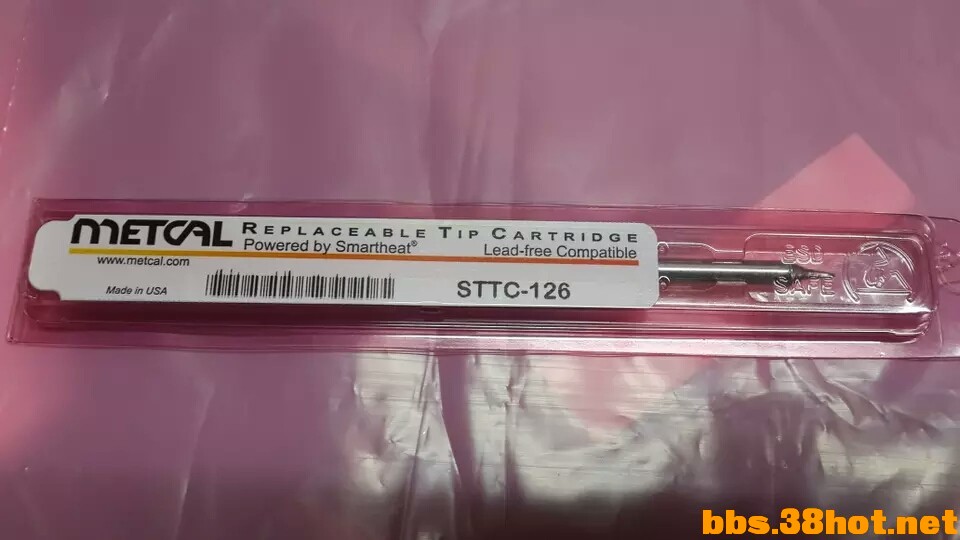 METCAL
REPLACEABLE TIP CARTRIDGE
Powered by Smartheat® Lead-free Compatible
www.metcal.com
Made in USA
STTC-126
SAFE
bbs.38hot.net